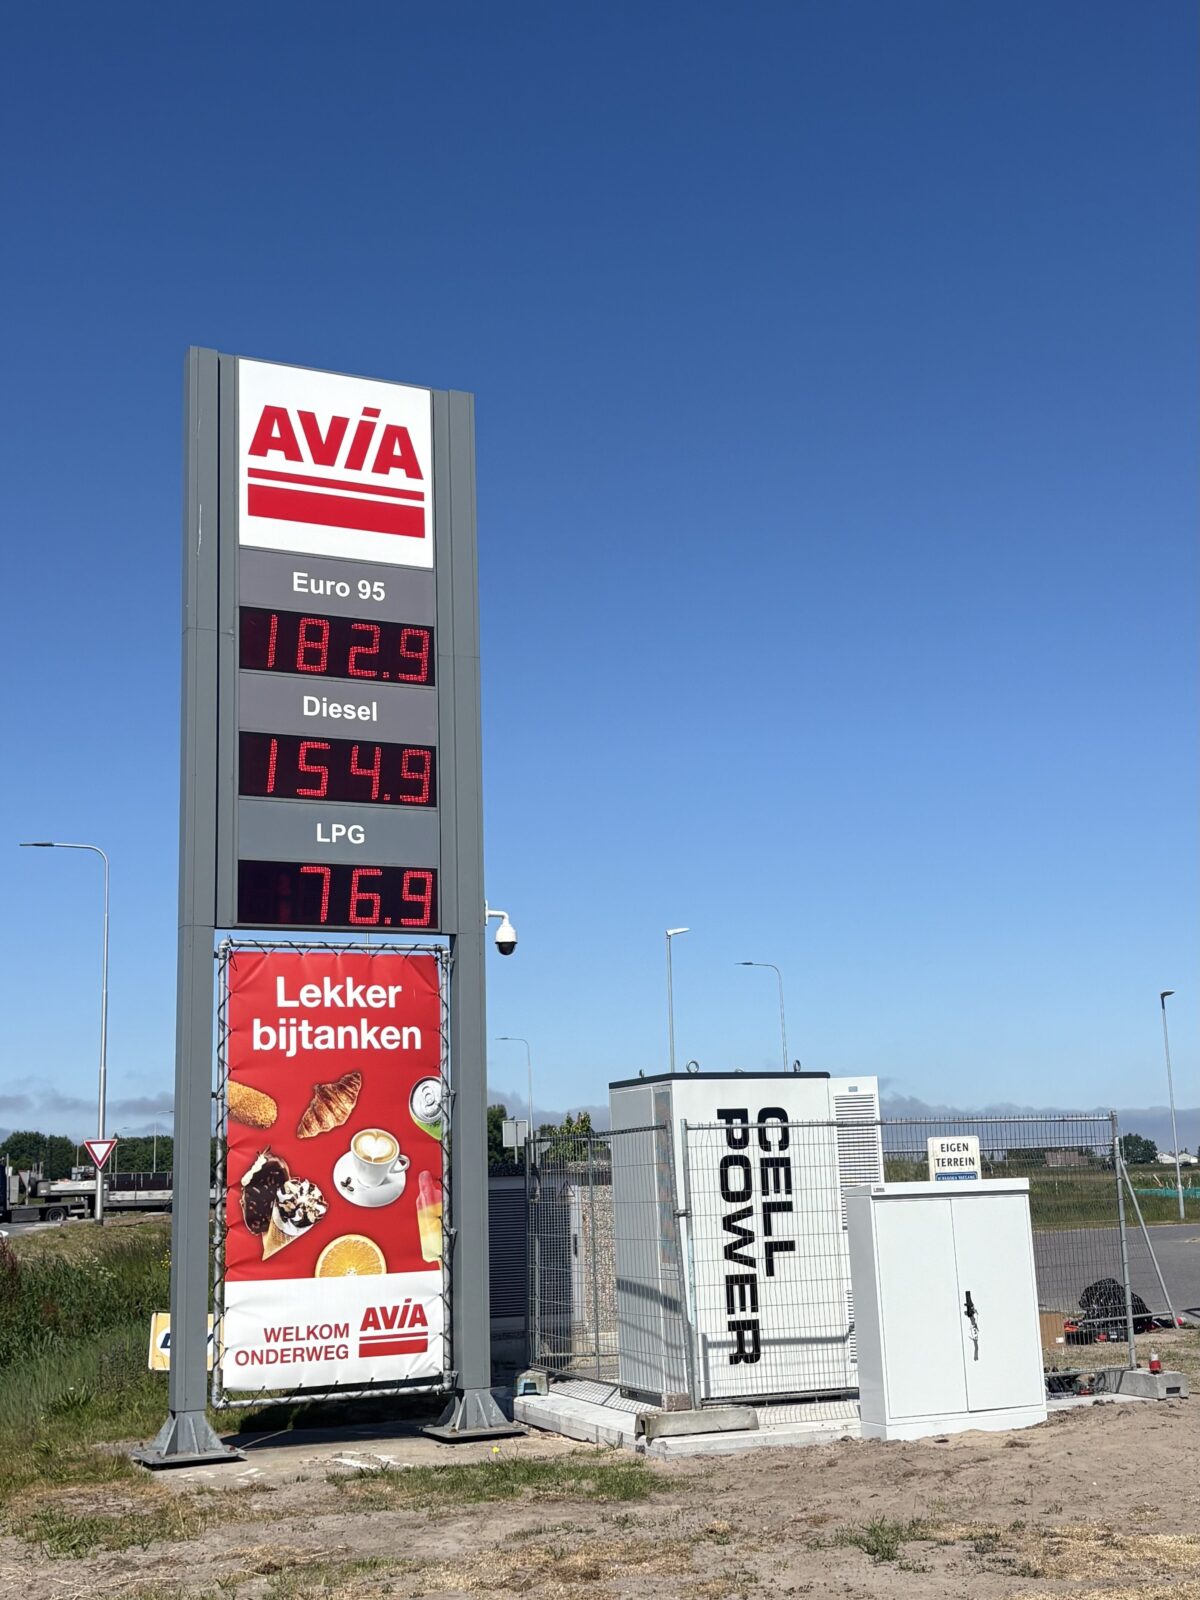 AViA
Euro 95
182.9
Diesel
154.9
LPG
76.9
Lekker
bijtanken
WELKOM
ONDERWEG
AViA
CELL
POWER
EIGEN
TERREIN